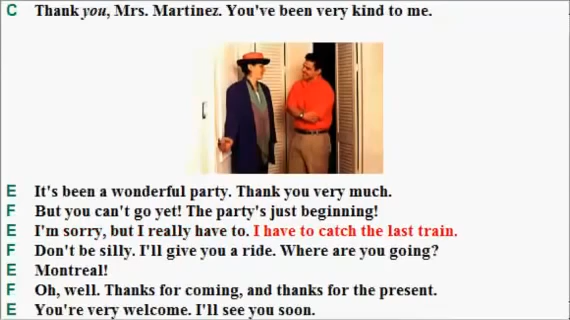 C Thank you, Mrs. Martinez. You've been very kind to me.
E It's been a wonderful party. Thank you very much.
F But you can't go yet! The party's just beginning!
E I'm sorry, but I really have to. I have to catch the last train.
F Don't be silly. I'll give you a ride. Where are you going?
E Montreal!
F Oh, well. Thanks for coming, and thanks for the present.
E You're very welcome. I'll see you soon.